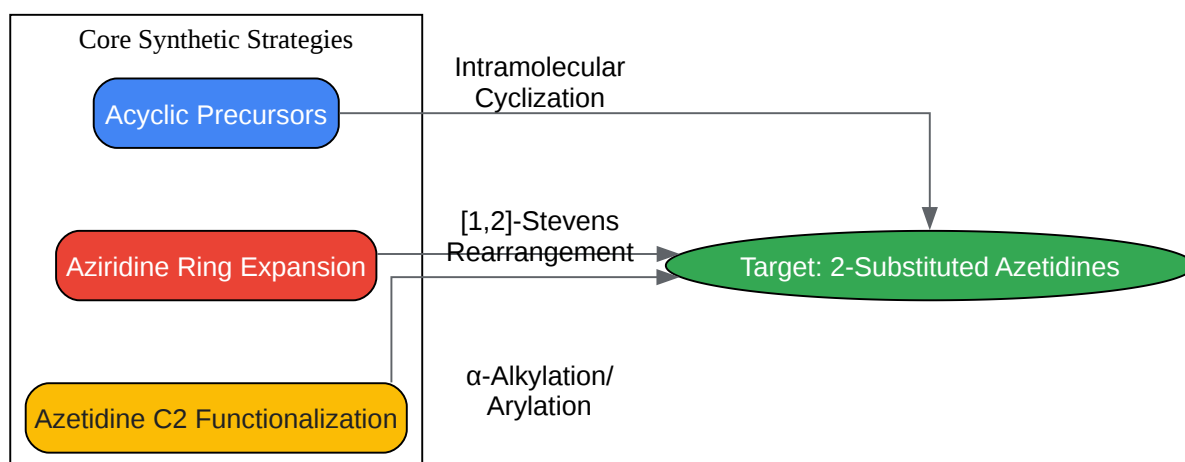 Core Synthetic Strategies
Acyclic Precursors
Intramolecular
Cyclization
Aziridine Ring Expansion
[1,2]-Stevens
Rearrangement
Target: 2-Substituted Azetidines
Azetidine C2 Functionalization
α-Alkylation/
Arylation